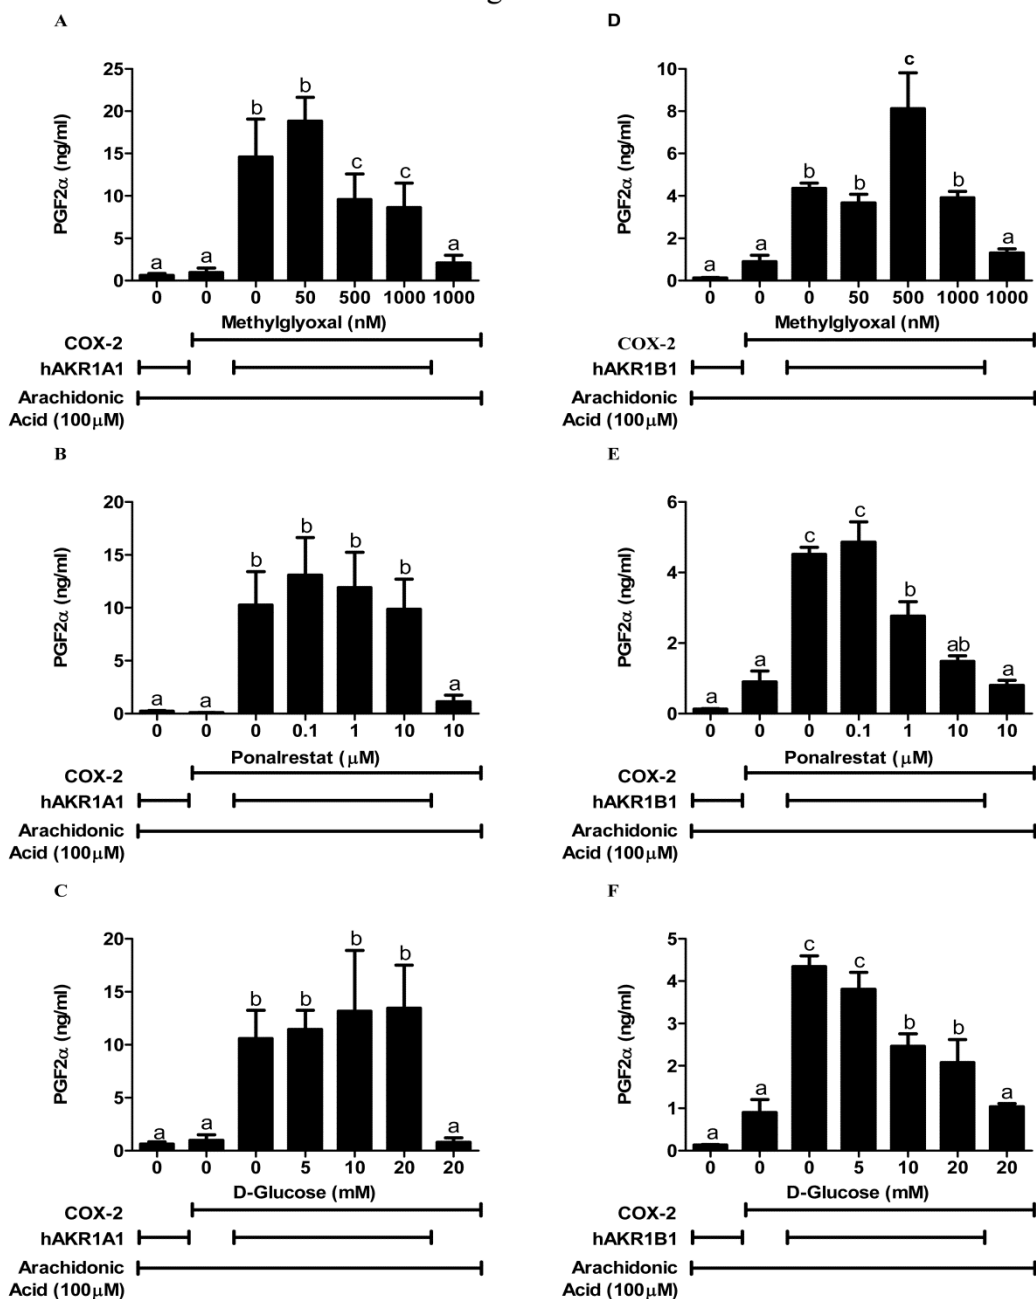 A
PGF2α (ng/ml)
25
20
15
10
5
0
a a b b c c a
0 0 0 50 500 1000 1000
Methylglyoxal (nM)
COX-2
hAKR1A1
Arachidonic
Acid (100μM)
D
PGF2α (ng/ml)
10
8
6
4
2
0
a a b b c b a
0 0 0 50 500 1000 1000
Methylglyoxal (nM)
COX-2
hAKR1B1
Arachidonic
Acid (100μM)
B
PGF2α (ng/ml)
20
15
10
5
0
a a b b b b a
0 0 0 0.1 1 10 10
Ponalrestat (μM)
COX-2
hAKR1A1
Arachidonic
Acid (100μM)
E
PGF2α (ng/ml)
6
4
2
0
a a c c b ab a
0 0 0 0.1 1 10 10
Ponalrestat (μM)
COX-2
hAKR1B1
Arachidonic
Acid (100μM)
C
PGF2α (ng/ml)
20
15
10
5
0
a a b b b b a
0 0 0 5 10 20 20
D-Glucose (mM)
COX-2
hAKR1A1
Arachidonic
Acid (100μM)
F
PGF2α (ng/ml)
5
4
3
2
1
0
a a c c b b a
0 0 0 5 10 20 20
D-Glucose (mM)
COX-2
hAKR1B1
Arachidonic
Acid (100μM)